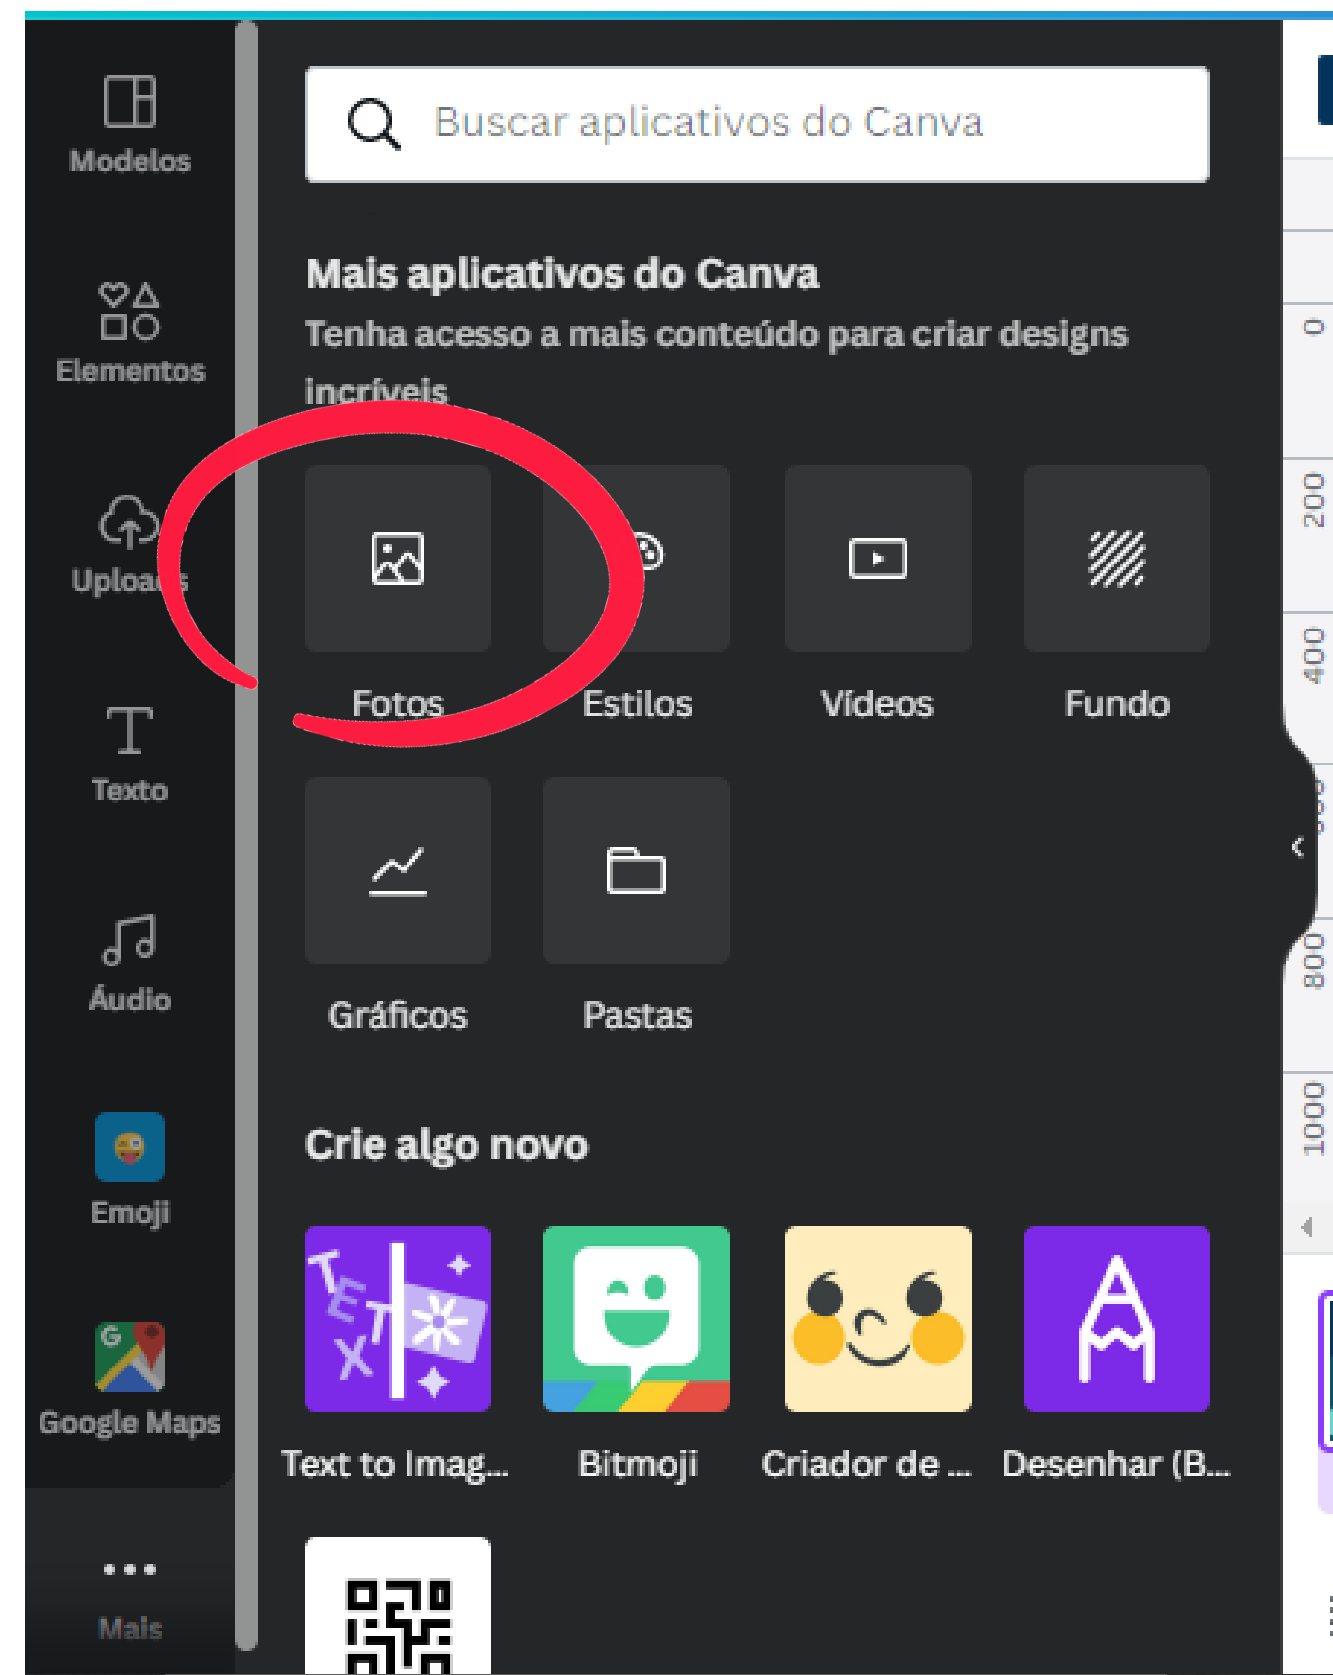 Modelos
Elementos
Uploads
Texto
Áudio
Emoji
G
Google Maps
Mais
Buscar aplicativos do Canva
Mais aplicativos do Canva
Tenha acesso a mais conteúdo para criar designs
incríveis
Fotos
Estilos
Vídeos
Fundo
Gráficos
Pastas
Crie algo novo
TEXT
Text to Imag...
Bitmoji
Criador de ...
Desenhar (B...
0
200
400
800
1000